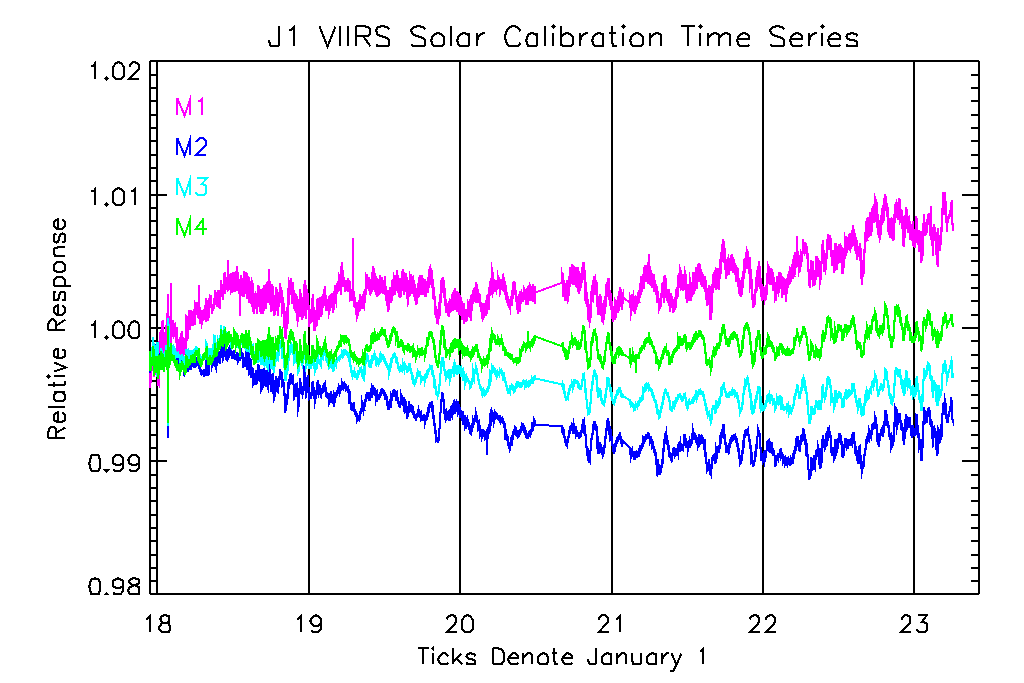 J1 VIIRS Solar Calibration Time Series
1.02
M1
M2
M3
M4
1.01
1.00
0.99
0.98
Relative Response
18 19 20 21 22 23
Ticks Denote January 1